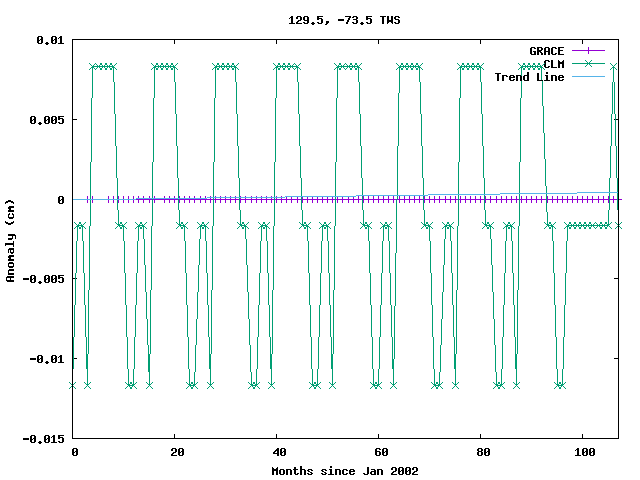 129.5, -73.5 TWS
0.01
0.005
0
-0.005
-0.01
-0.015
Anomaly (cm)
GRACE
CLM
Trend Line
0 20 40 60 80 100
Months since Jan 2002